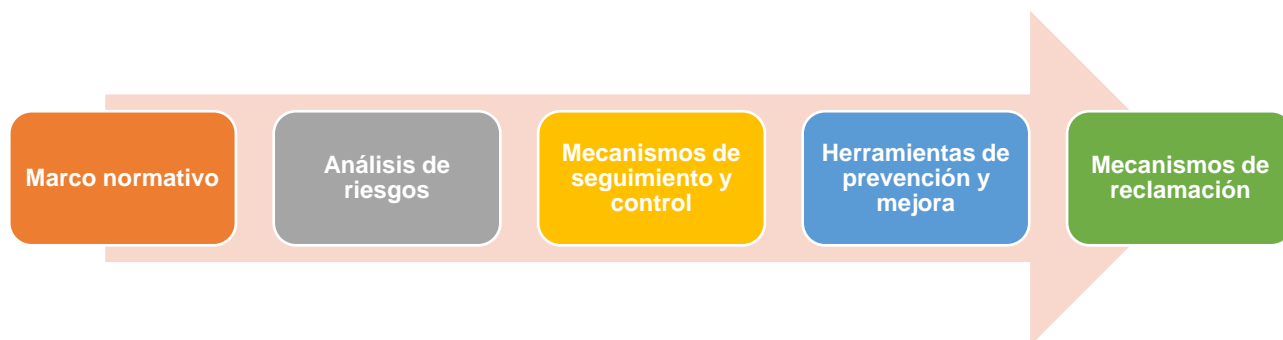 Marco normativo
Análisis de
riesgos
Mecanismos de
seguimiento y
control
Herramientas de
prevención y
mejora
Mecanismos de
reclamación